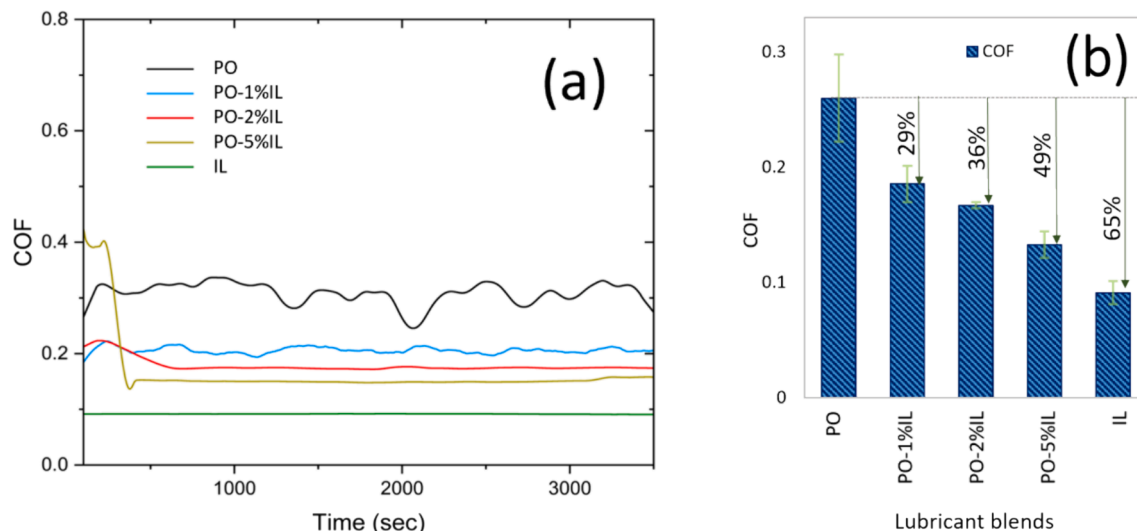 (a)
0.8
0.6
0.4
0.2
0.0
COF
PO
PO-1%IL
PO-2%IL
PO-5%IL
IL
1000
2000
3000
Time (sec)
(b)
COF
0.3
0.2
0.1
0
COF
29%
36%
49%
65%
PO
PO-1%IL
PO-2%IL
PO-5%IL
IL
Lubricant blends